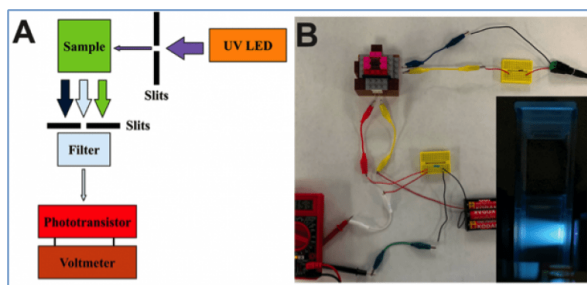 A
Sample
UV LED
Slits
Slits
Filter
Phototransistor
Voltmeter
B